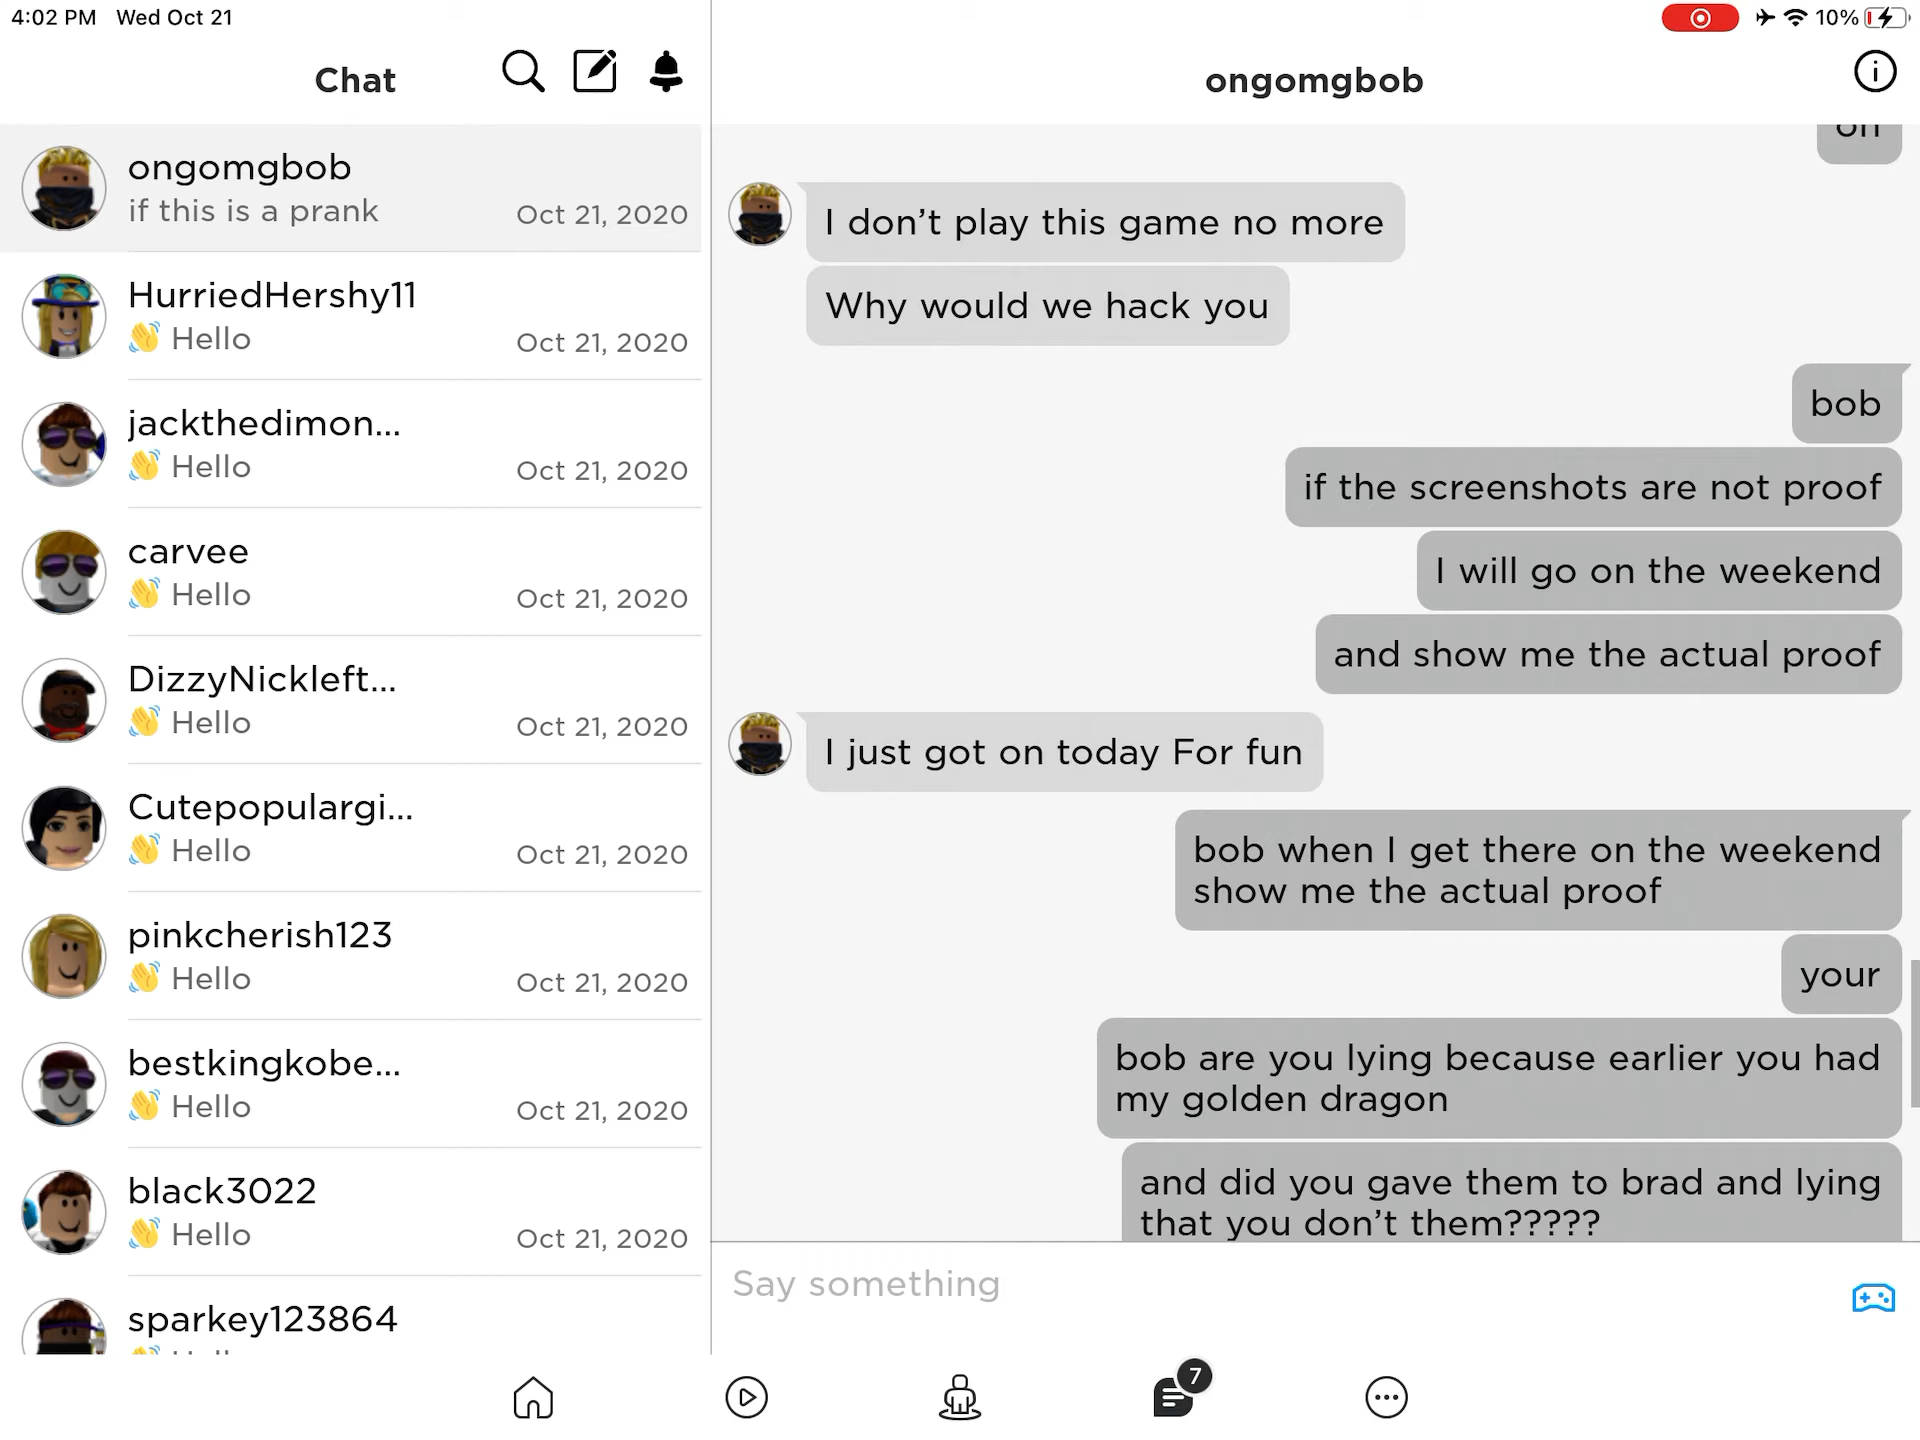 4:02 PM Wed Oct 21
10%
Chat
ongomgbob
if this is a prank
Oct 21, 2020
HurriedHershy11
👋 Hello
Oct 21, 2020
jackthedimon...
👋 Hello
Oct 21, 2020
carvee
👋 Hello
Oct 21, 2020
DizzyNickleft...
👋 Hello
Oct 21, 2020
Cutepopulargi...
👋 Hello
Oct 21, 2020
pinkcherish123
👋 Hello
Oct 21, 2020
bestkingkobe...
👋 Hello
Oct 21, 2020
black3022
👋 Hello
Oct 21, 2020
sparkey123864
ongomgbob
I don't play this game no more
Why would we hack you
bob
if the screenshots are not proof
I will go on the weekend
and show me the actual proof
I just got on today For fun
bob when I get there on the weekend
show me the actual proof
your
bob are you lying because earlier you had
my golden dragon
and did you gave them to brad and lying
that you don't them?????
Say something
7